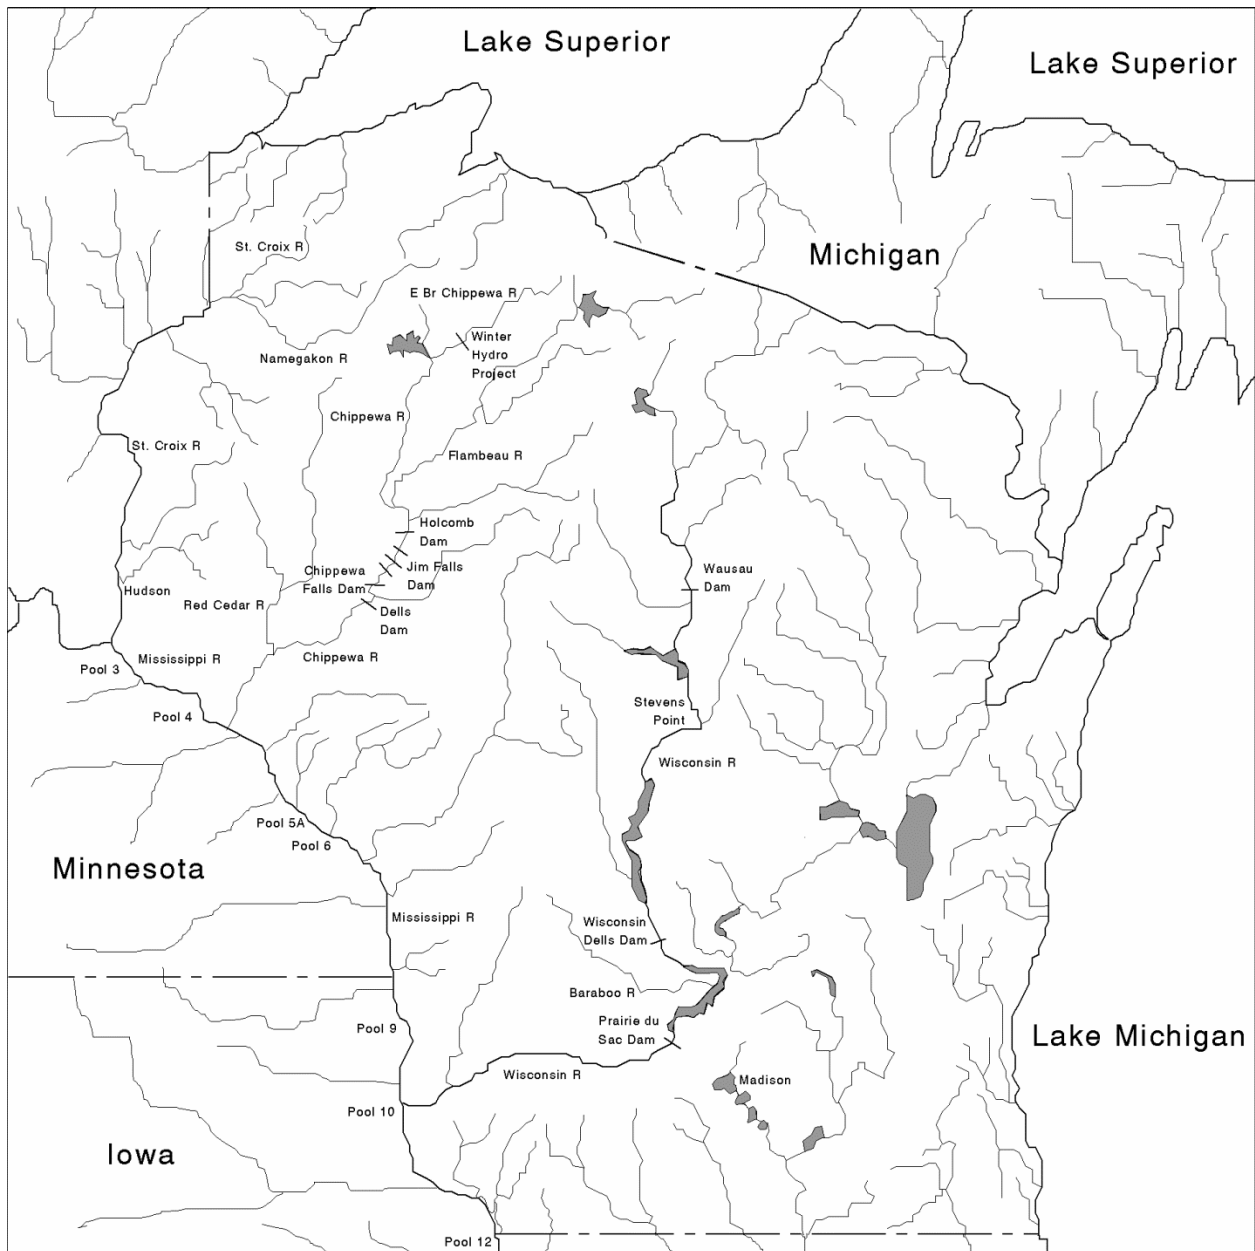 Lake Superior
Lake Superior
St. Croix R
Michigan
E Br Chippewa R
Winter
Hydro
Project
Namegakon R
Chippewa R
St. Croix R
Flambeau R
Holcomb
Dam
Jim Falls
Dam
Chippewa
Falls Dam
Wausau
Dam
Hudson
Red Cedar R
Dells
Dam
Mississippi R
Chippewa R
Pool 3
Pool 4
Stevens
Point
Wisconsin R
Pool 5A
Pool 6
Minnesota
Mississippi R
Wisconsin
Dells Dam
Baraboo R
Pool 9
Prairie du
Sac Dam
Lake Michigan
Wisconsin R
Madison
Pool 10
Iowa
Pool 12